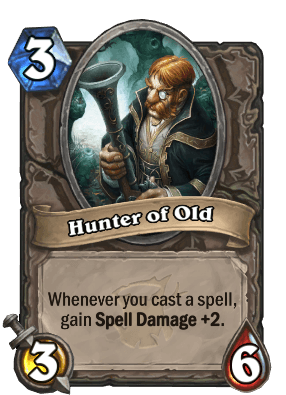 3
Hunter of Old
Whenever you cast a spell,
gain Spell Damage +2.
3
6